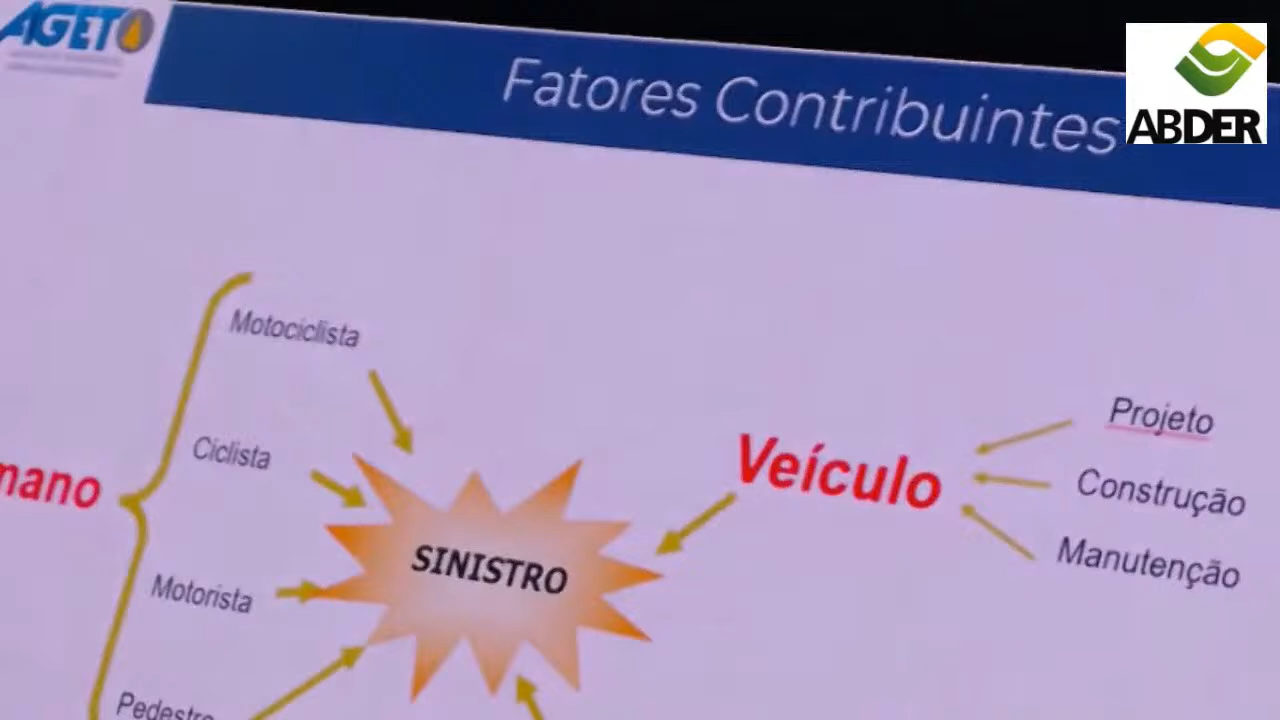 AGETO
Fatores Contribuintes
ABDER
Motociclista
Ciclista
mano
Motorista
Pedestre
SINISTRO
Veículo
Projeto
Construção
Manutenção